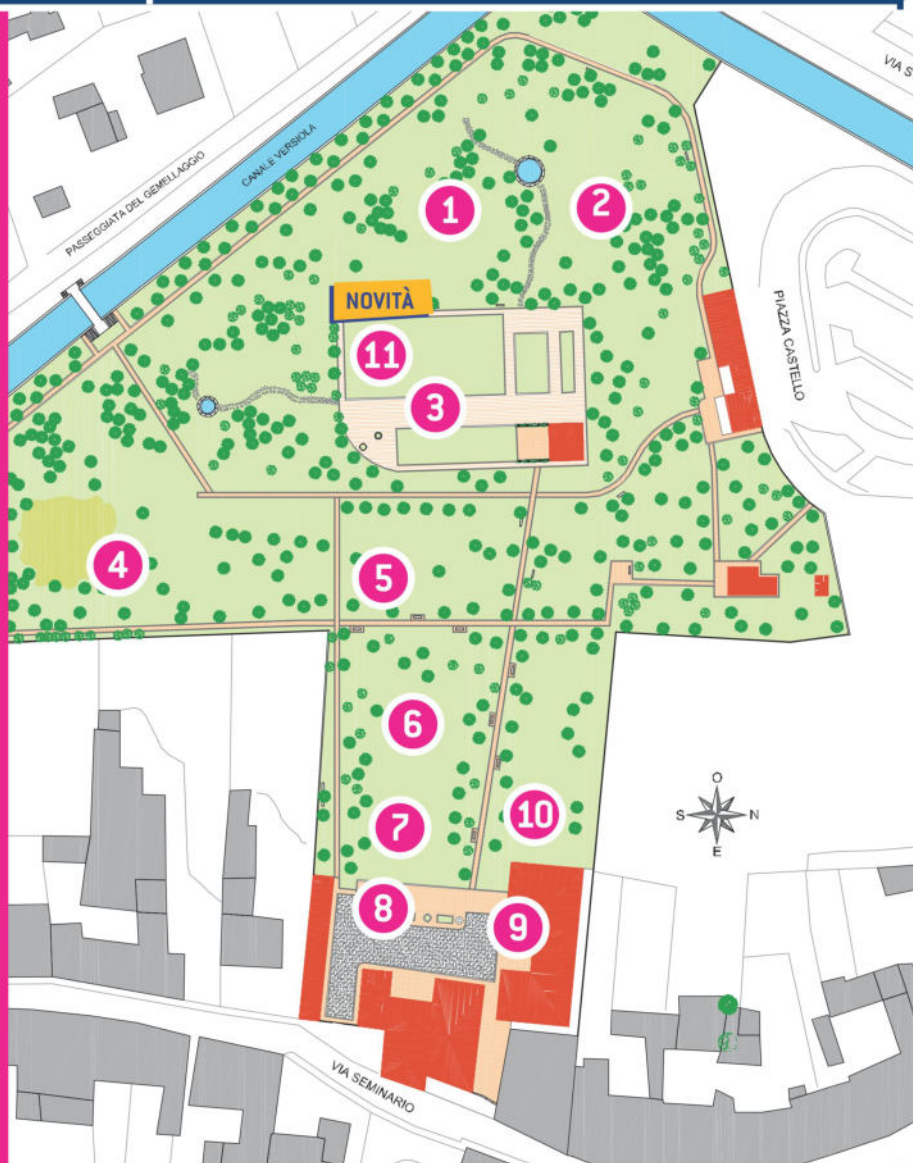 VIA S
PASSEGGIATA DEL GEMELLAGGIO
CANALE VERSIOLA
1
2
NOVITÀ
PIAZZA CASTELLO
11
3
4
5
6
O
S N
E
7
10
8
9
VIA SEMINARIO